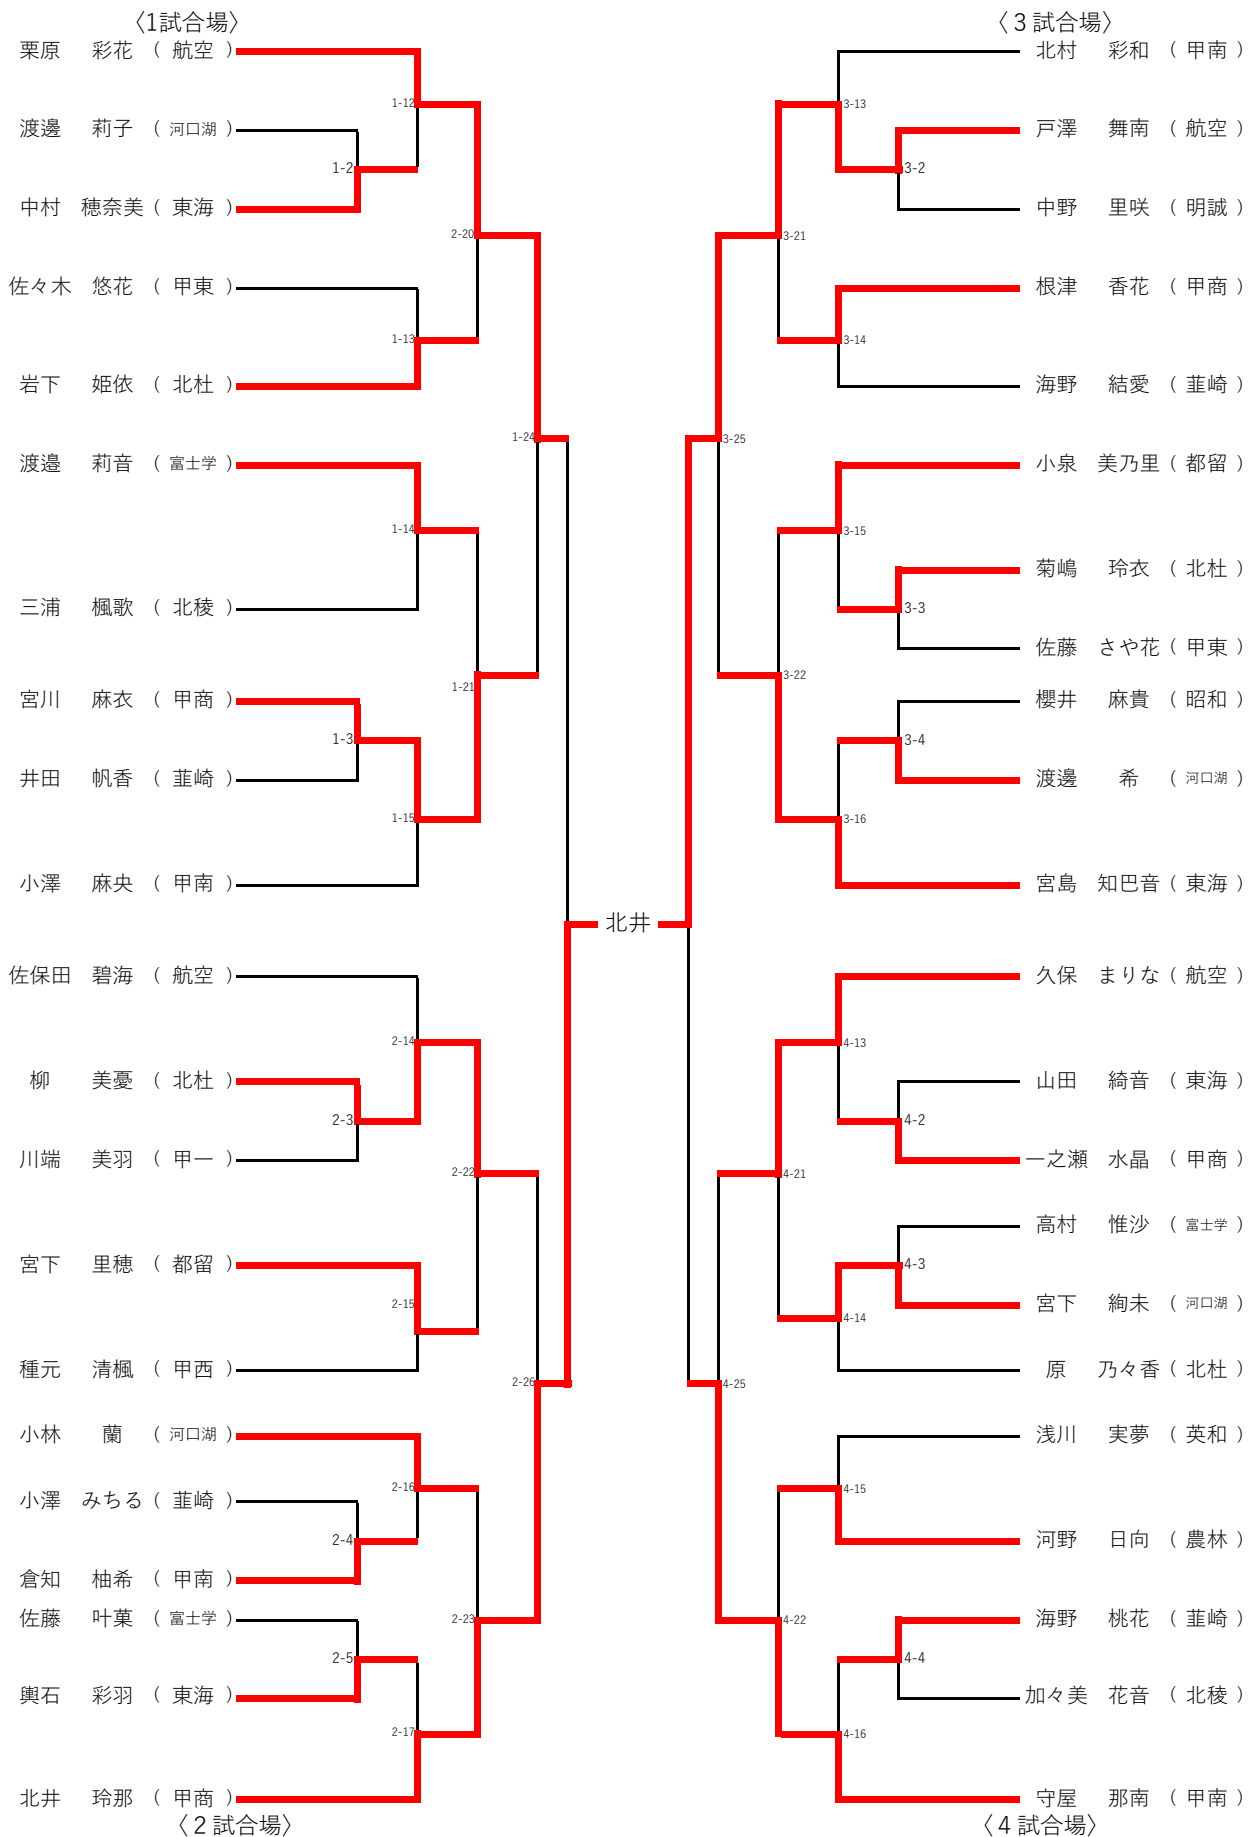 〈1試合場〉
栗原 彩花 ( 航空 )
1-12
渡邊 莉子 ( 河口湖 )
1-2
中村 穂奈美 ( 東海 )
2-20
佐々木 悠花 ( 甲東 )
1-13
岩下 姫依 ( 北杜 )
1-24
渡邉 莉音 ( 富士学 )
1-14
三浦 楓歌 ( 北稜 )
1-21
宮川 麻衣 ( 甲商 )
1-3
井田 帆香 ( 韮崎 )
1-15
小澤 麻央 ( 甲南 )
佐保田 碧海 ( 航空 )
2-14
柳 美憂 ( 北杜 )
2-3
川端 美羽 ( 甲一 )
2-22
宮下 里穂 ( 都留 )
2-15
種元 清楓 ( 甲西 )
2-26
小林 蘭 ( 河口湖 )
2-16
小澤 みちる ( 韮崎 )
2-4
倉知 柚希 ( 甲南 )
佐藤 叶菓 ( 富士学 )
2-23
2-5
輿石 彩羽 ( 東海 )
2-17
北井 玲那 ( 甲商 )
〈２試合場〉
北井
〈３試合場〉
北村 彩和 ( 甲南 )
3-13
戸澤 舞南 ( 航空 )
3-2
中野 里咲 ( 明誠 )
3-21
根津 香花 ( 甲商 )
3-14
海野 結愛 ( 韮崎 )
3-25
小泉 美乃里 ( 都留 )
3-15
菊嶋 玲衣 ( 北杜 )
3-3
佐藤 さや花 ( 甲東 )
3-22
櫻井 麻貴 ( 昭和 )
3-4
渡邊 希 ( 河口湖 )
3-16
宮島 知巴音 ( 東海 )
久保 まりな ( 航空 )
4-13
山田 綺音 ( 東海 )
4-2
一之瀬 水晶 ( 甲商 )
4-21
高村 惟沙 ( 富士学 )
4-3
宮下 絢未 ( 河口湖 )
4-14
原 乃々香 ( 北杜 )
4-25
浅川 実夢 ( 英和 )
4-15
河野 日向 ( 農林 )
海野 桃花 ( 韮崎 )
4-22
4-4
加々美 花音 ( 北稜 )
4-16
守屋 那南 ( 甲南 )
〈４試合場〉